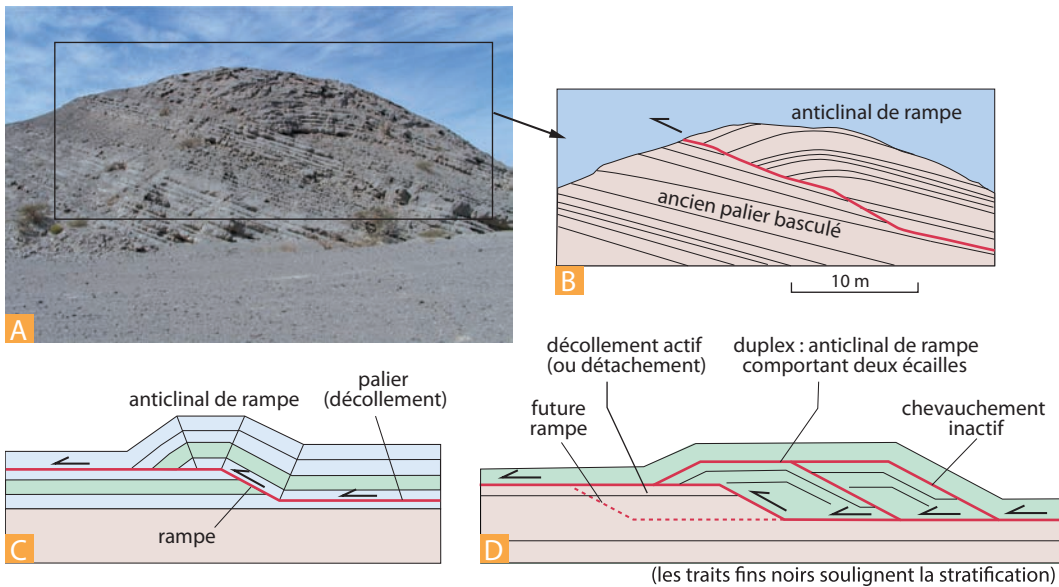 A
anticlinal de rampe
ancien palier basculé
B
10 m
anticlinal de rampe
palier
(décollement)
rampe
C
décollement actif
(ou détachement)
duplex : anticlinal de rampe
comportant deux écailles
future
rampe
chevauchement
inactif
D
(les traits fins noirs soulignent la stratification)